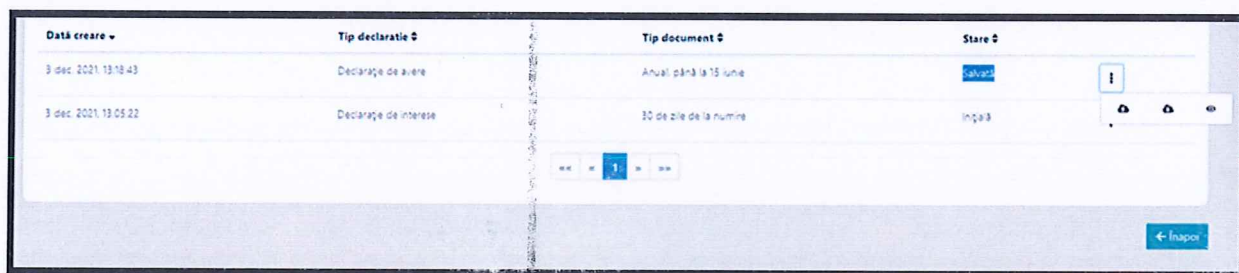 Dată creare Tip declaratie Tip document Stare
3 dec. 2021, 13:18:43 Declarație de avere Anual, până la 15 iunie Salvată
3 dec. 2021, 13:05:22 Declarație de interese 30 de zile de la numire Inițială
«« « 1 » »»
← Înapoi